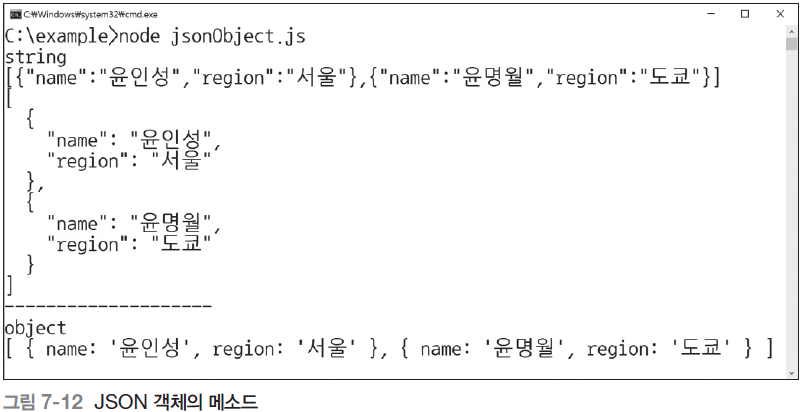 C:₩Windows₩system32₩cmd.exe
C:\example>node jsonObject.js
string
[{"name":"윤인성","region":"서울"},{"name":"윤명월","region":"도쿄"}]
[
  {
    "name": "윤인성",
    "region": "서울"
  },
  {
    "name": "윤명월",
    "region": "도쿄"
  }
]
--------------------
object
[ { name: '윤인성', region: '서울' }, { name: '윤명월', region: '도쿄' } ]
그림 7-12 JSON 객체의 메소드